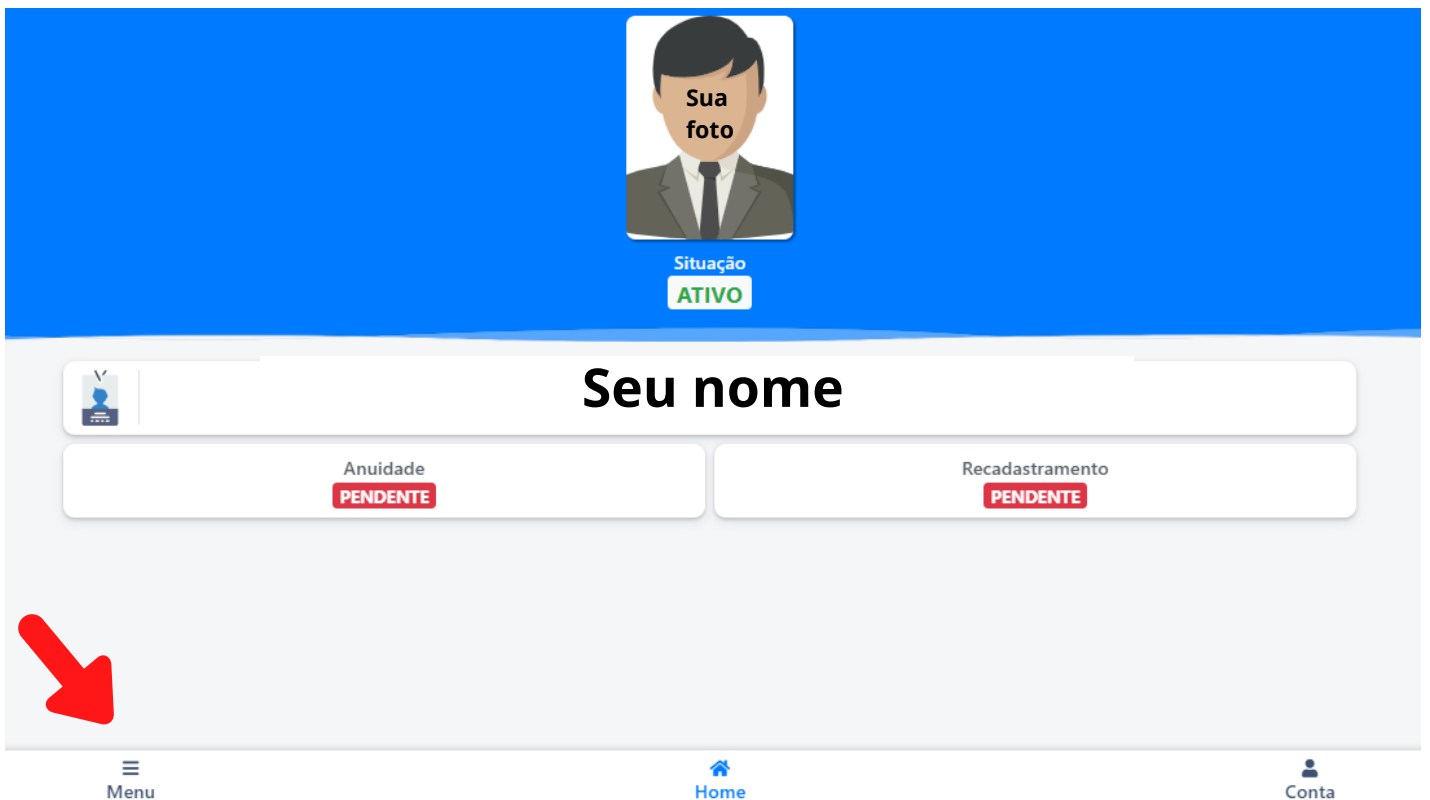 Sua
foto
Situação
ATIVO
Seu nome
Anuidade
PENDENTE
Recadastramento
PENDENTE
Menu
Home
Conta